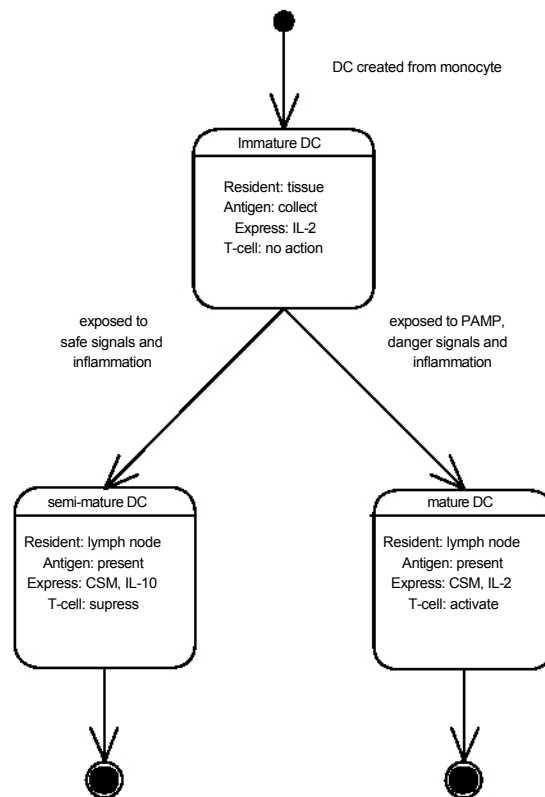 DC created from monocyte
Immature DC
Resident: tissue
Antigen: collect
Express: IL-2
T-cell: no action
exposed to
safe signals and
inflammation
exposed to PAMP,
danger signals and
inflammation
semi-mature DC
Resident: lymph node
Antigen: present
Express: CSM, IL-10
T-cell: supress
mature DC
Resident: lymph node
Antigen: present
Express: CSM, IL-2
T-cell: activate